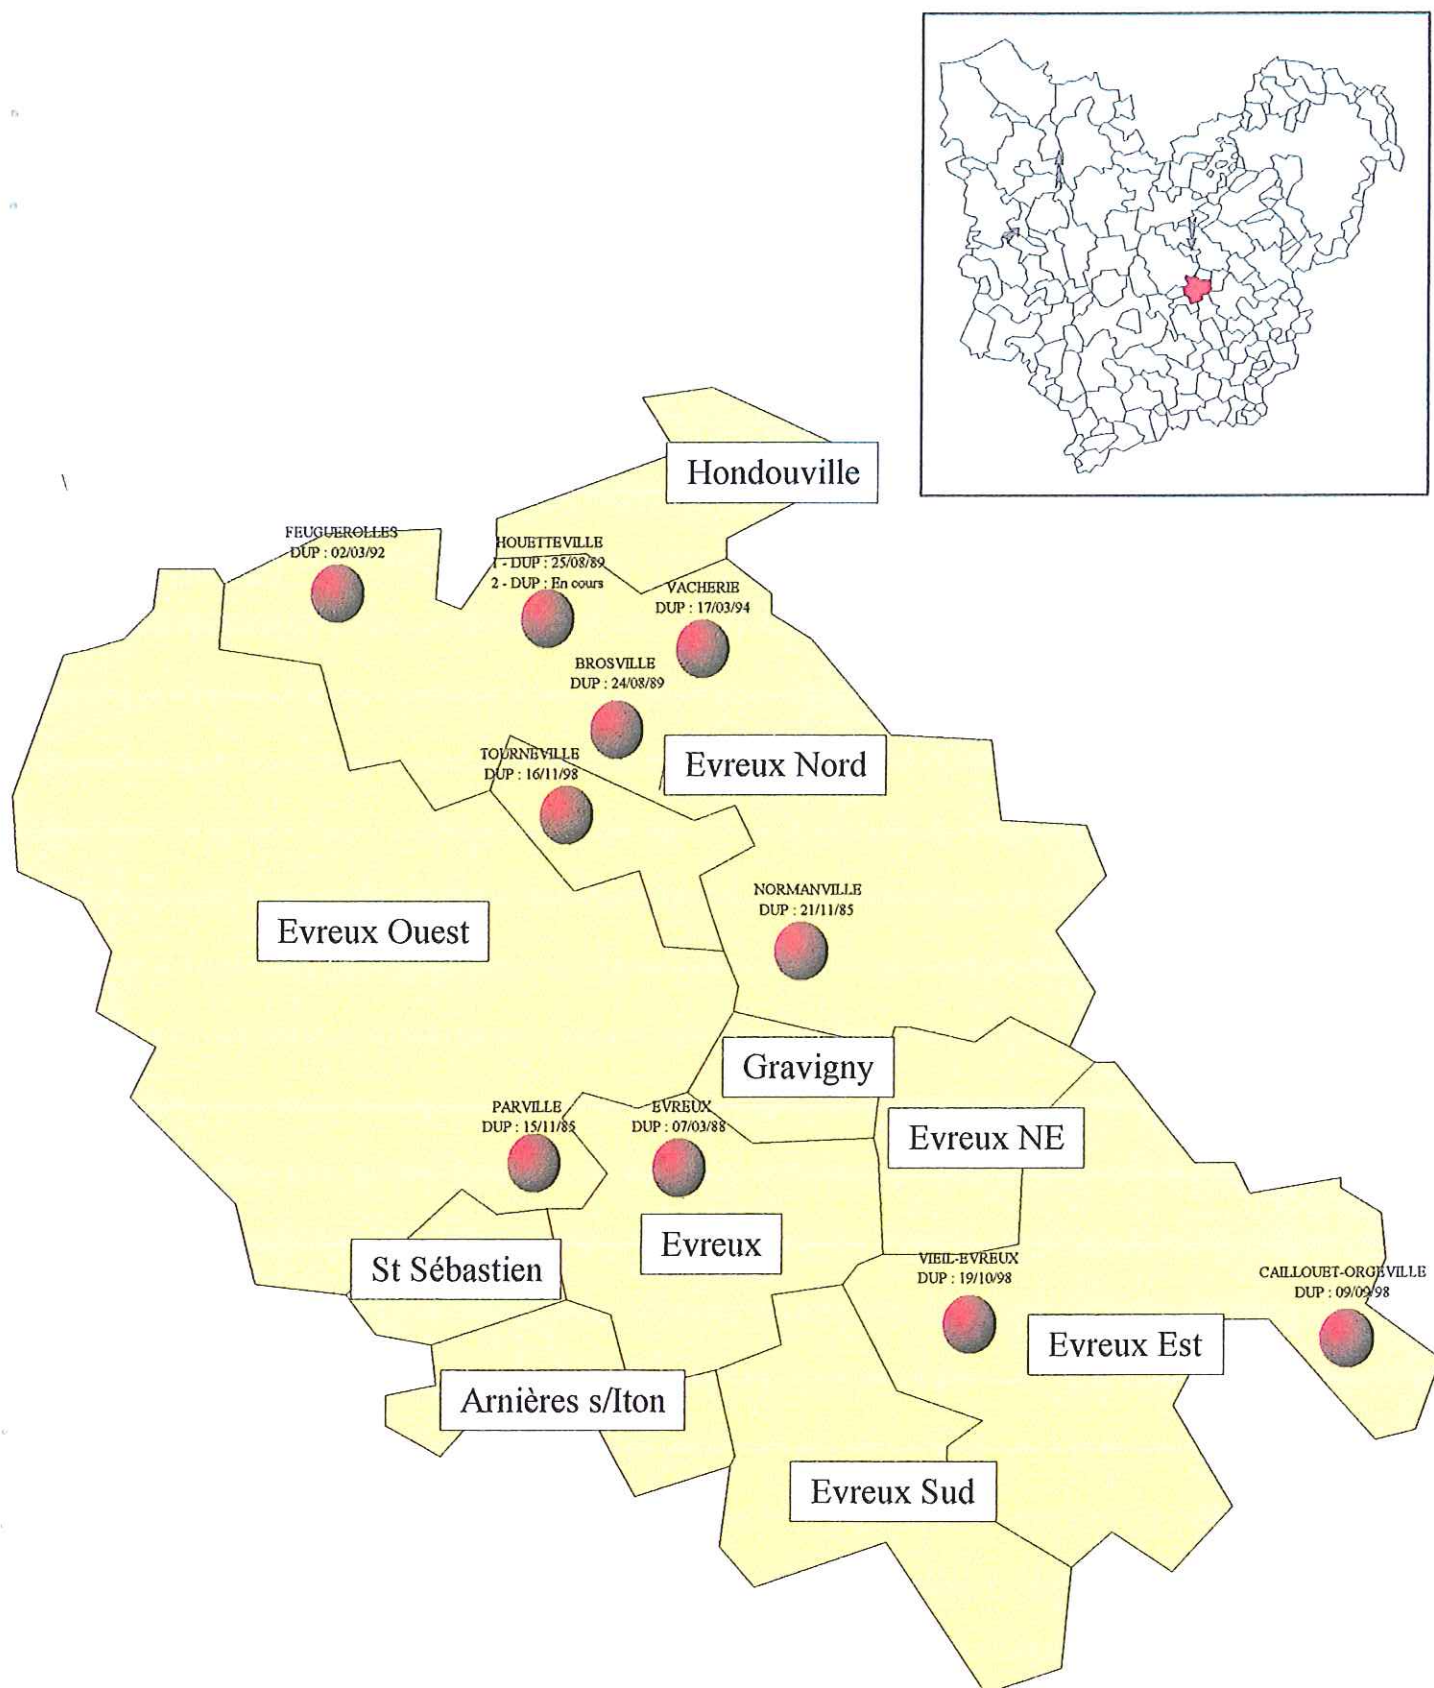 Hondouville
FEUGUEROLLES
DUP : 02/03/92
HOUETTEVILLE
1 - DUP : 25/08/89
2 - DUP : En cours
VACHERIE
DUP : 17/03/94
BROSVILLE
DUP : 24/08/89
TOURNEVILLE
DUP : 16/11/98
Evreux Nord
NORMANVILLE
DUP : 21/11/85
Evreux Ouest
Gravigny
PARVILLE
DUP : 15/11/85
EVREUX
DUP : 07/03/88
Evreux NE
Evreux
St Sébastien
VIEIL-EVREUX
DUP : 19/10/98
CAILLOUET-ORGEVILLE
DUP : 09/09/98
Evreux Est
Arnières s/Iton
Evreux Sud